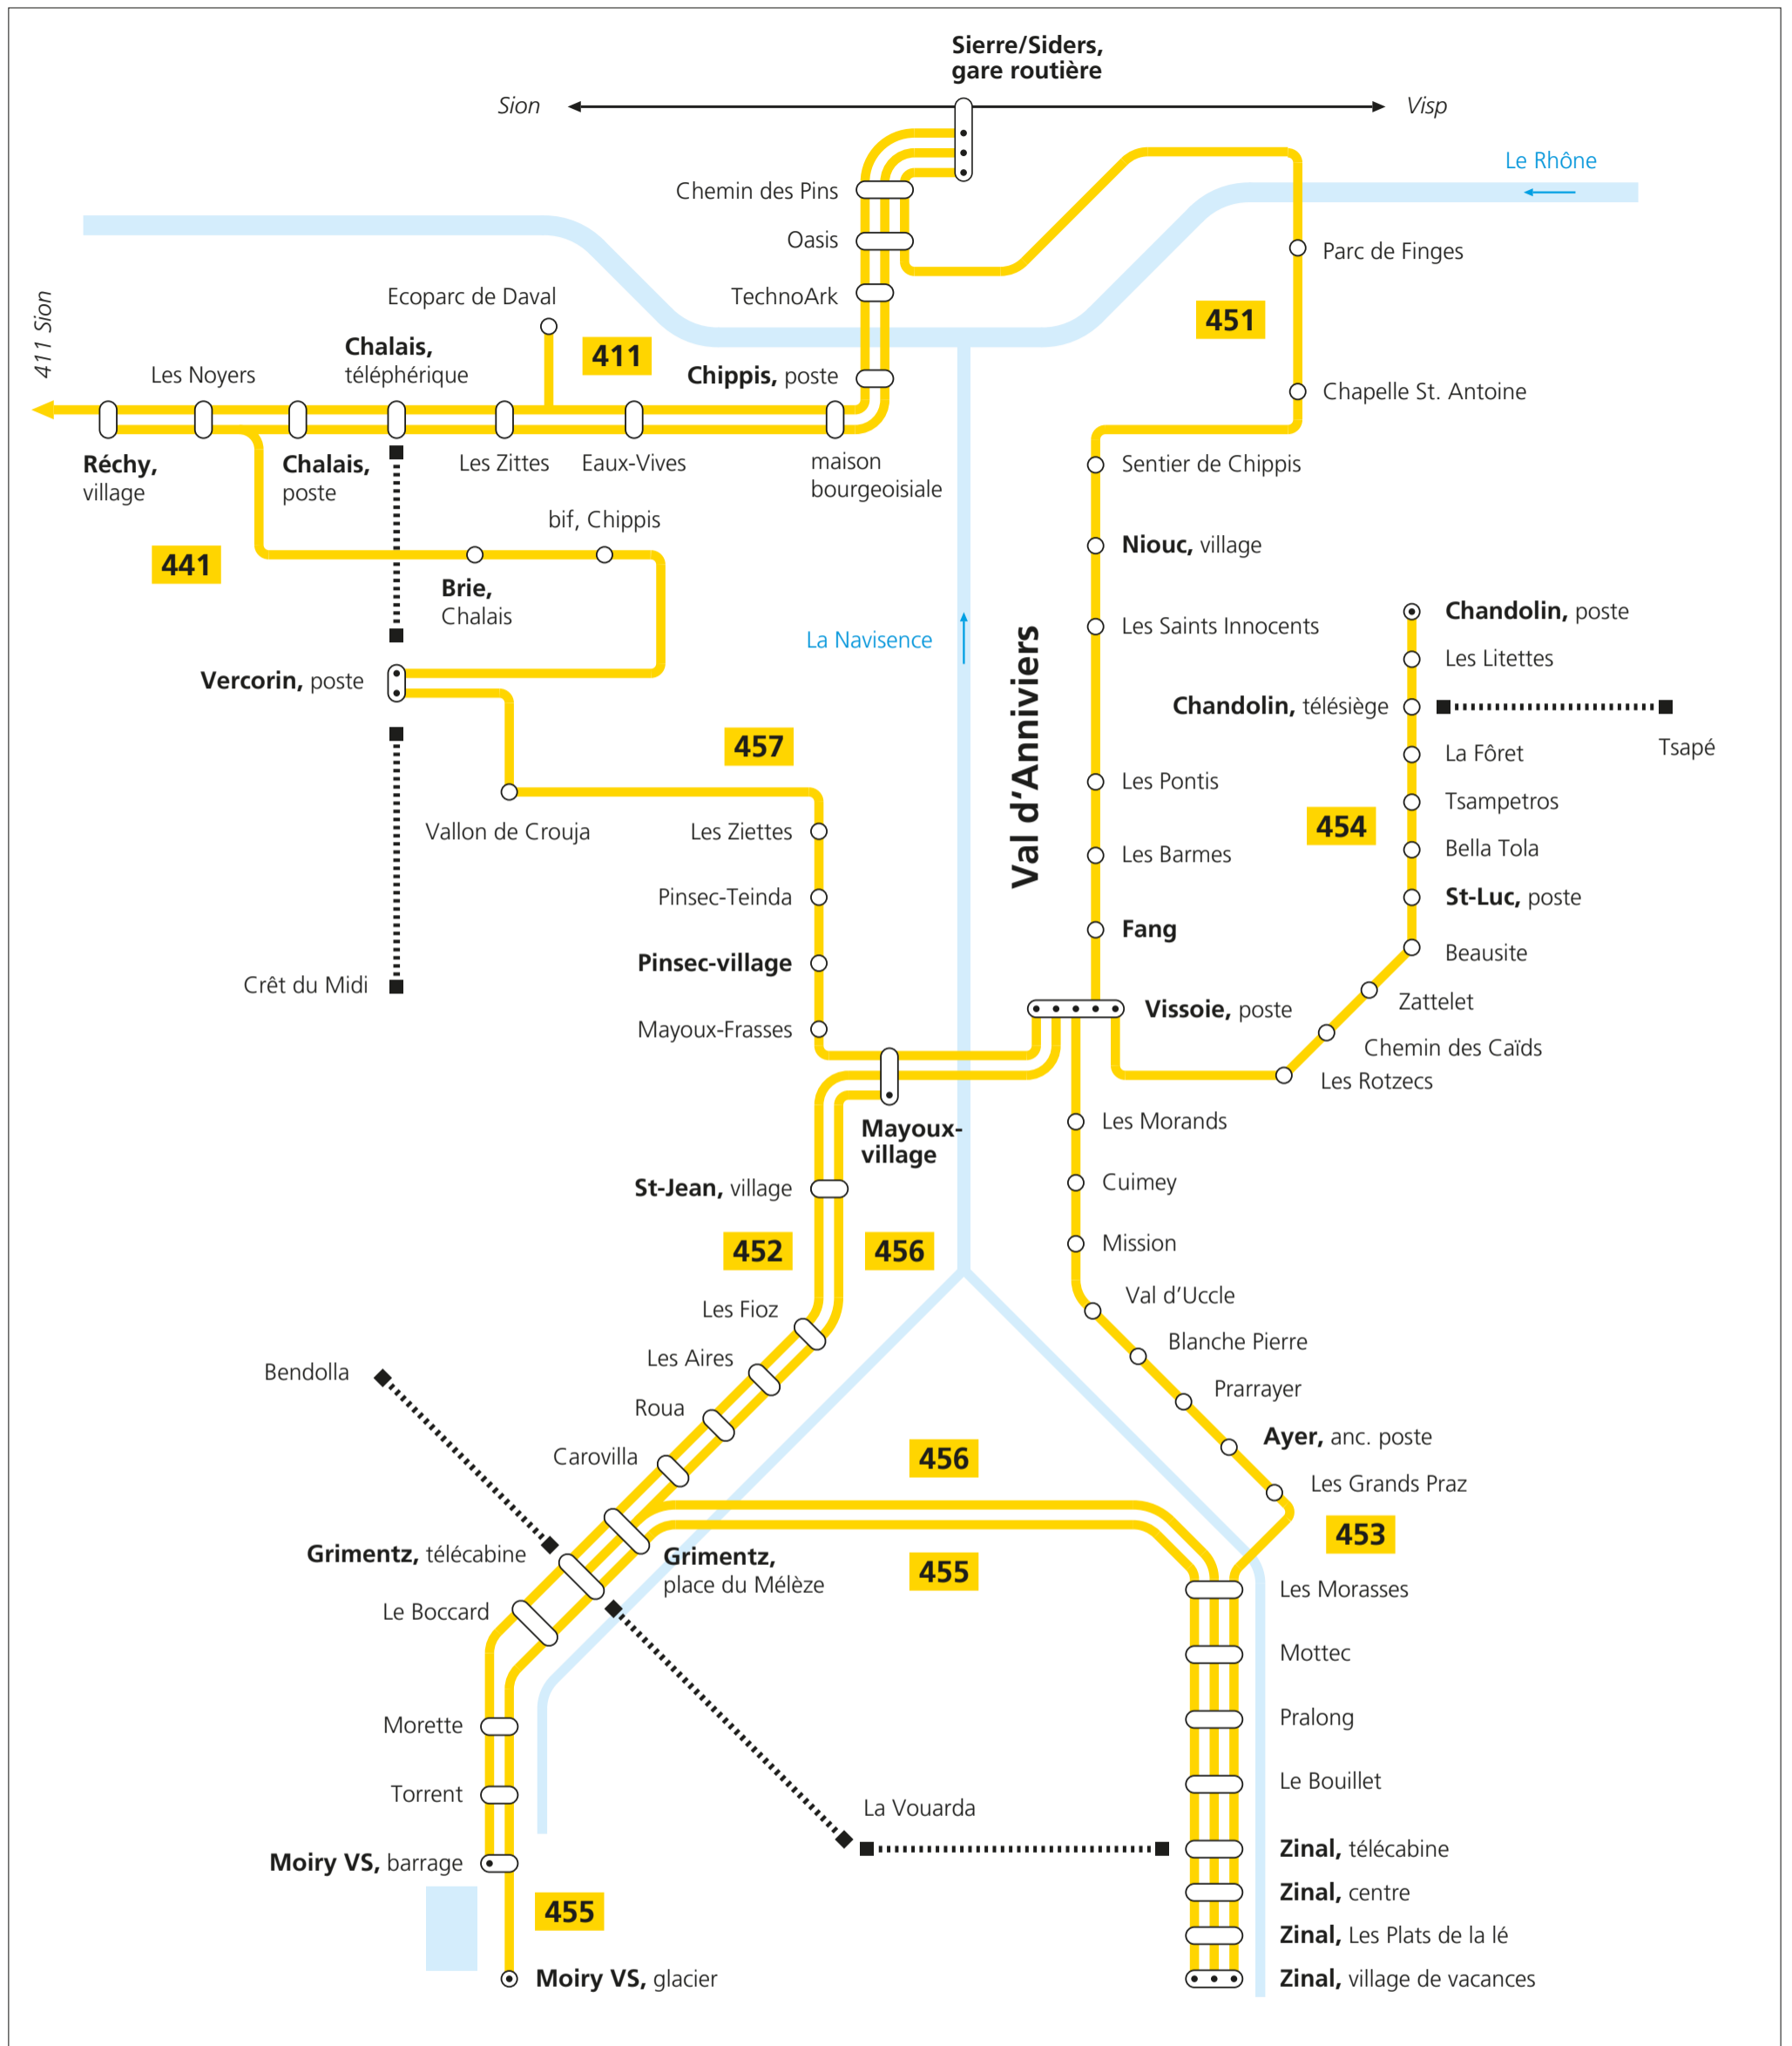 Sierre/Siders,
gare routière
Sion
Visp
Le Rhône
Chemin des Pins
Oasis
Parc de Finges
TechnoArk
Ecoparc de Daval
411 Sion
451
Chalais,
téléphérique
411
Les Noyers
Chippis, poste
Chapelle St. Antoine
Réchy,
village
Chalais,
poste
Les Zittes
Eaux-Vives
maison
bourgeoisiale
Sentier de Chippis
bif, Chippis
Niouc, village
441
Brie,
Chalais
Chandolin, poste
Les Saints Innocents
La Navisence
Les Litettes
Vercorin, poste
Chandolin, télésiège
Tsapé
457
La Fôret
Val d'Anniviers
Les Pontis
Tsampetros
454
Vallon de Crouja
Les Ziettes
Les Barmes
Bella Tola
Pinsec-Teinda
St-Luc, poste
Fang
Beausite
Pinsec-village
Crêt du Midi
Zattelet
Vissoie, poste
Mayoux-Frasses
Chemin des Caïds
Les Rotzecs
Mayoux-
village
Les Morands
St-Jean, village
Cuimey
452
456
Mission
Les Fioz
Val d'Uccle
Blanche Pierre
Les Aires
Bendolla
Prarrayer
Roua
Ayer, anc. poste
Carovilla
456
Les Grands Praz
453
Grimentz, télécabine
Grimentz,
place du Mélèze
455
Les Morasses
Le Boccard
Mottec
Pralong
Morette
Le Bouillet
Torrent
La Vouarda
Zinal, télécabine
Moiry VS, barrage
Zinal, centre
455
Zinal, Les Plats de la lé
Moiry VS, glacier
Zinal, village de vacances